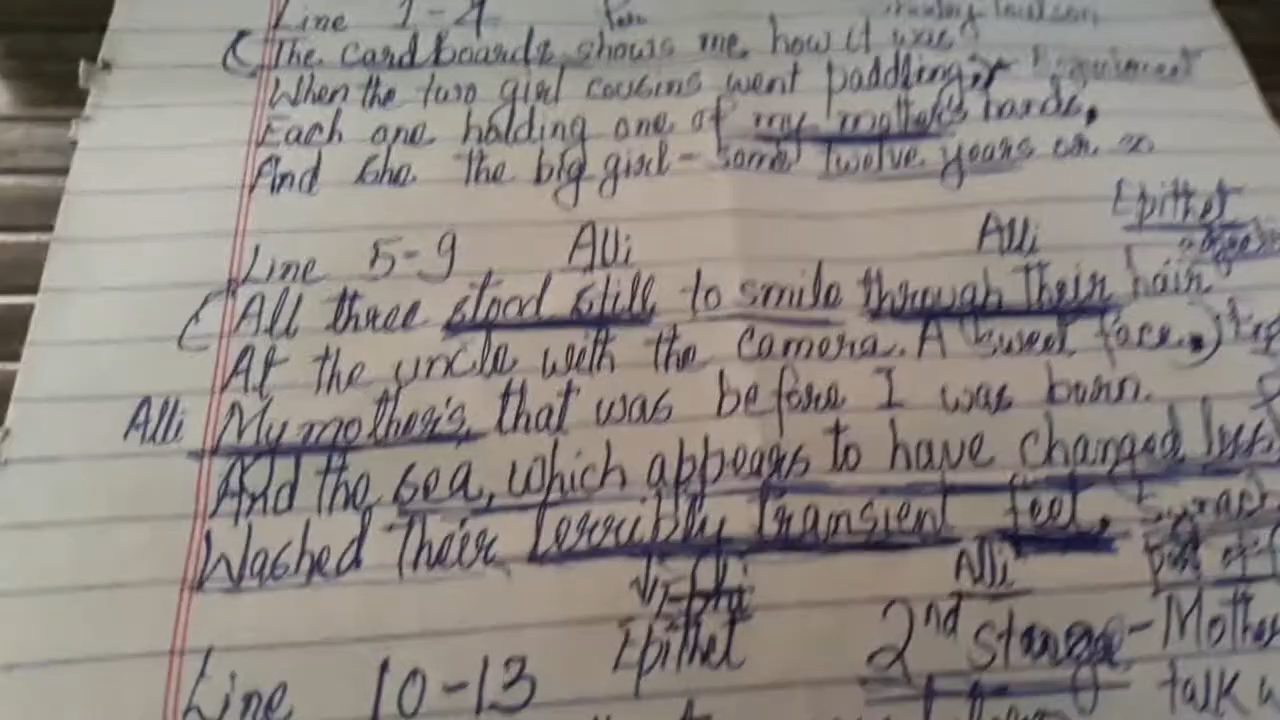 Line 1-4
(The cardboards shows me how it was
When the two girl cousins went paddling
Each one holding one of my mother's hands,
And she the big girl - some twelve years or so
Epithet
Line 5-9 Alli Alli
(All three stood still to smile through their hair
At the uncle with the camera. A sweet face,)
Alli My mother's, that was before I was born.
And the sea, which appears to have changed less
Washed their terribly transient feet.
Alli
Epithet 2nd Stange - Mother
Line 10-13 talk